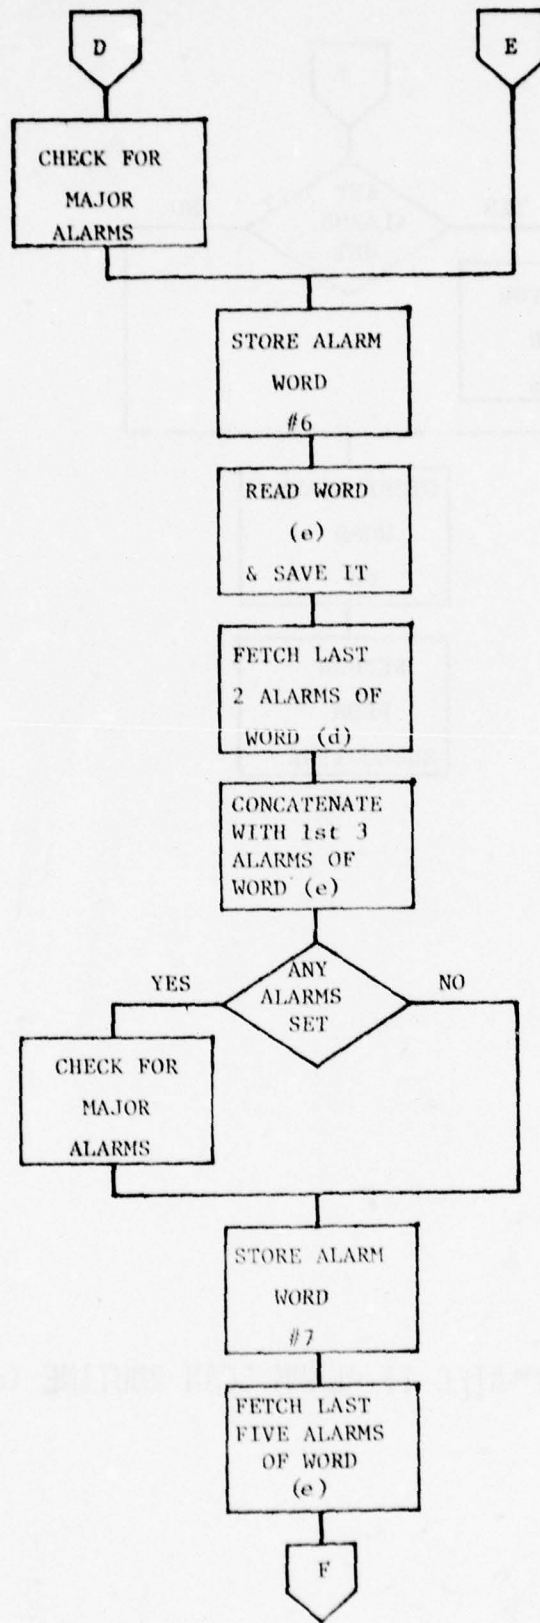 D
E
CHECK FOR
MAJOR
ALARMS
STORE ALARM
WORD
#6
READ WORD
(e)
& SAVE IT
FETCH LAST
2 ALARMS OF
WORD (d)
CONCATENATE
WITH 1st 3
ALARMS OF
WORD (e)
ANY
ALARMS
SET
YES
NO
CHECK FOR
MAJOR
ALARMS
STORE ALARM
WORD
#7
FETCH LAST
FIVE ALARMS
OF WORD
(e)
F